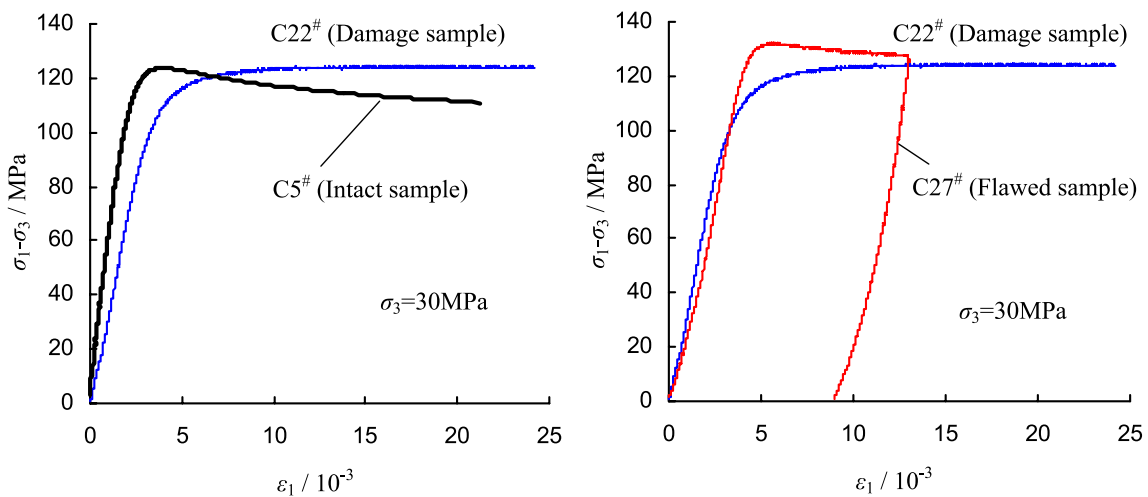 140
120
100
80
60
40
20
0
σ₁-σ₃ / MPa
C22# (Damage sample)
C5# (Intact sample)
σ₃=30MPa
0 5 10 15 20 25
ε₁ / 10⁻³
140
120
100
80
60
40
20
0
σ₁-σ₃ / MPa
C22# (Damage sample)
C27# (Flawed sample)
σ₃=30MPa
0 5 10 15 20 25
ε₁ / 10⁻³